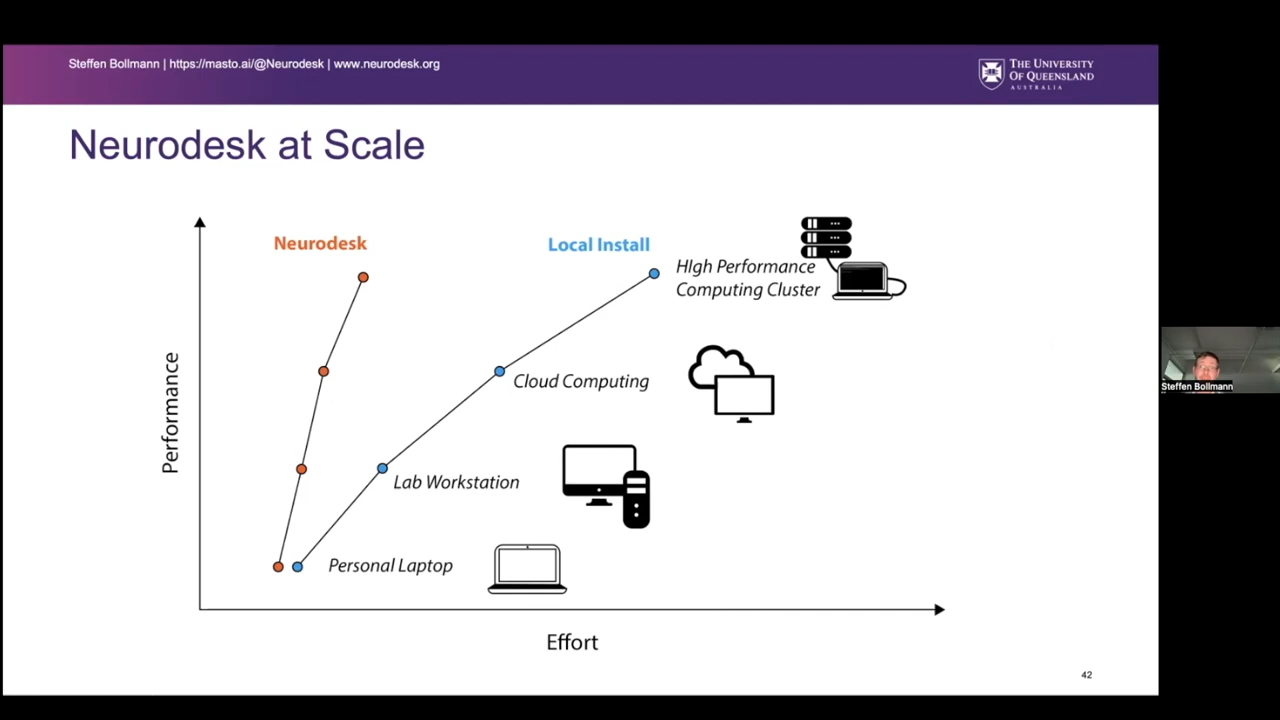 Steffen Bollmann | https://masto.ai/@Neurodesk | www.neurodesk.org
THE UNIVERSITY
OF QUEENSLAND
AUSTRALIA
Neurodesk at Scale
Neurodesk
Local Install
HIgh Performance
Computing Cluster
Cloud Computing
Lab Workstation
Personal Laptop
Performance
Effort
42
Steffen Bollmann